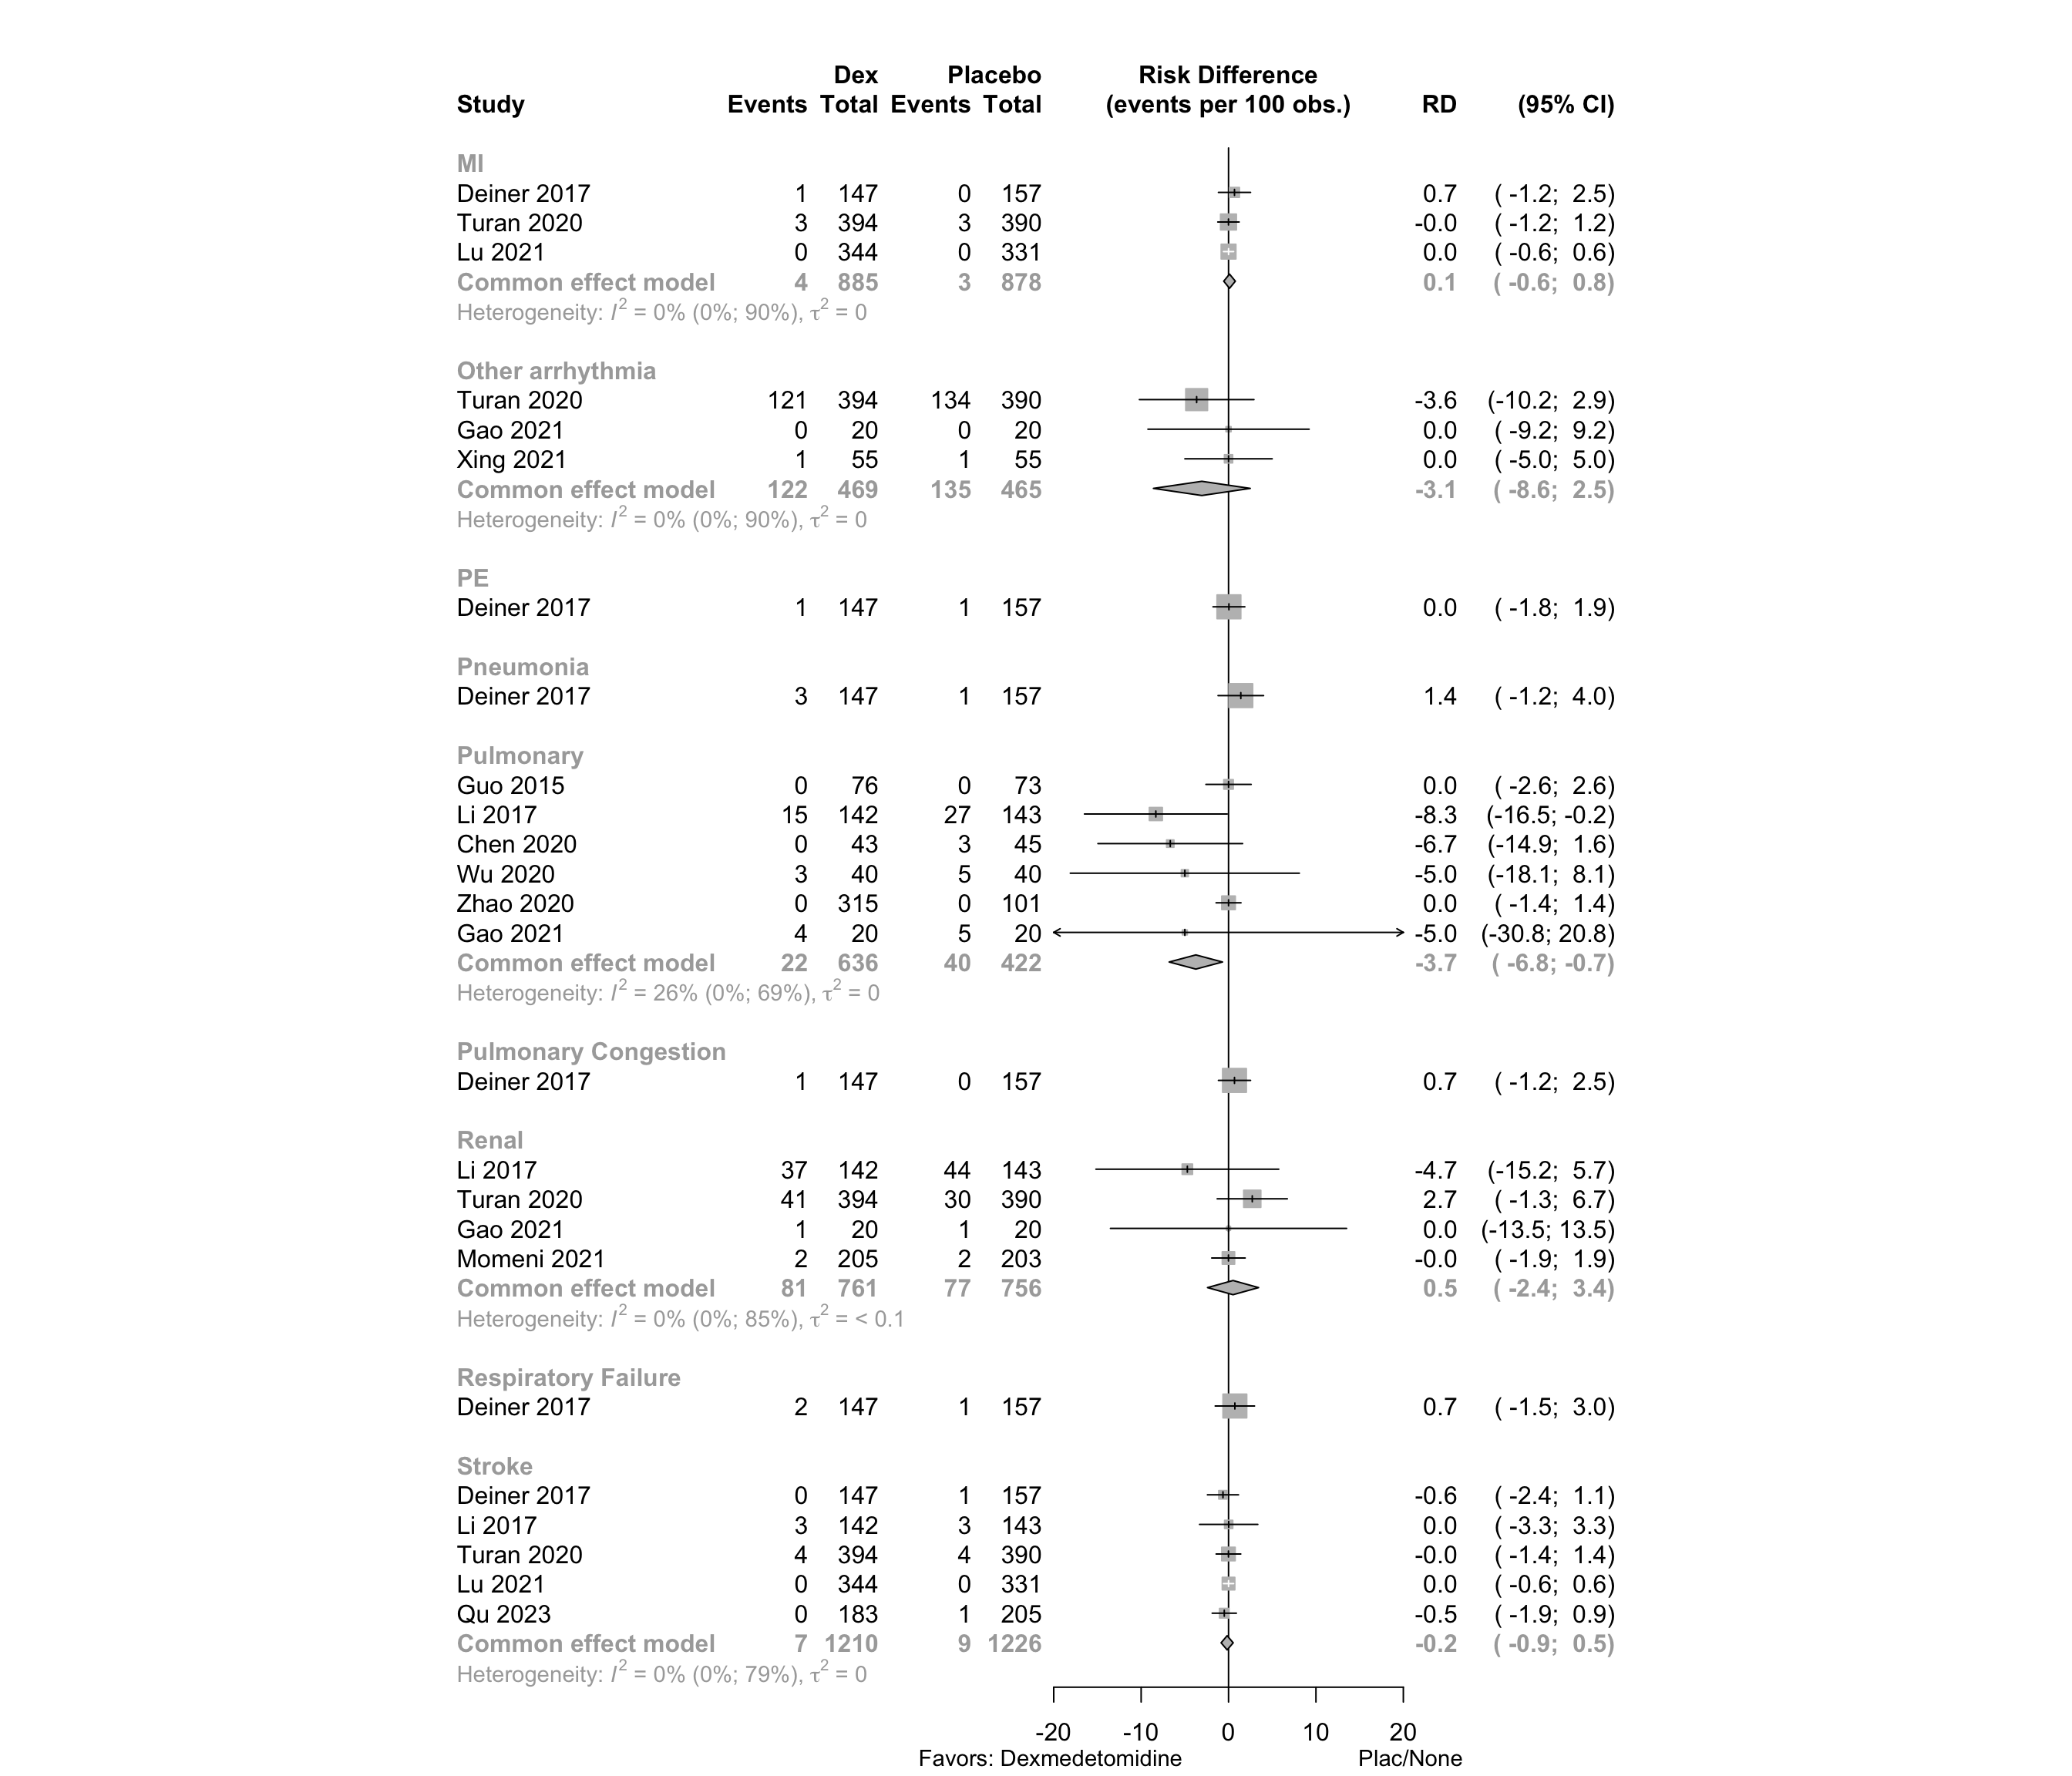 Dex Placebo Risk Difference
Study Events Total Events Total (events per 100 obs.) RD (95% CI)
MI
Deiner 2017 1 147 0 157 0.7 ( -1.2; 2.5)
Turan 2020 3 394 3 390 -0.0 ( -1.2; 1.2)
Lu 2021 0 344 0 331 0.0 ( -0.6; 0.6)
Common effect model 4 885 3 878 0.1 ( -0.6; 0.8)
Heterogeneity: I² = 0% (0%; 90%), τ² = 0
Other arrhythmia
Turan 2020 121 394 134 390 -3.6 (-10.2; 2.9)
Gao 2021 0 20 0 20 0.0 ( -9.2; 9.2)
Xing 2021 1 55 1 55 0.0 ( -5.0; 5.0)
Common effect model 122 469 135 465 -3.1 ( -8.6; 2.5)
Heterogeneity: I² = 0% (0%; 90%), τ² = 0
PE
Deiner 2017 1 147 1 157 0.0 ( -1.8; 1.9)
Pneumonia
Deiner 2017 3 147 1 157 1.4 ( -1.2; 4.0)
Pulmonary
Guo 2015 0 76 0 73 0.0 ( -2.6; 2.6)
Li 2017 15 142 27 143 -8.3 (-16.5; -0.2)
Chen 2020 0 43 3 45 -6.7 (-14.9; 1.6)
Wu 2020 3 40 5 40 -5.0 (-18.1; 8.1)
Zhao 2020 0 315 0 101 0.0 ( -1.4; 1.4)
Gao 2021 4 20 5 20 -5.0 (-30.8; 20.8)
Common effect model 22 636 40 422 -3.7 ( -6.8; -0.7)
Heterogeneity: I² = 26% (0%; 69%), τ² = 0
Pulmonary Congestion
Deiner 2017 1 147 0 157 0.7 ( -1.2; 2.5)
Renal
Li 2017 37 142 44 143 -4.7 (-15.2; 5.7)
Turan 2020 41 394 30 390 2.7 ( -1.3; 6.7)
Gao 2021 1 20 1 20 0.0 (-13.5; 13.5)
Momeni 2021 2 205 2 203 -0.0 ( -1.9; 1.9)
Common effect model 81 761 77 756 0.5 ( -2.4; 3.4)
Heterogeneity: I² = 0% (0%; 85%), τ² = < 0.1
Respiratory Failure
Deiner 2017 2 147 1 157 0.7 ( -1.5; 3.0)
Stroke
Deiner 2017 0 147 1 157 -0.6 ( -2.4; 1.1)
Li 2017 3 142 3 143 0.0 ( -3.3; 3.3)
Turan 2020 4 394 4 390 -0.0 ( -1.4; 1.4)
Lu 2021 0 344 0 331 0.0 ( -0.6; 0.6)
Qu 2023 0 183 1 205 -0.5 ( -1.9; 0.9)
Common effect model 7 1210 9 1226 -0.2 ( -0.9; 0.5)
Heterogeneity: I² = 0% (0%; 79%), τ² = 0
-20 -10 0 10 20
Favors: Dexmedetomidine Plac/None